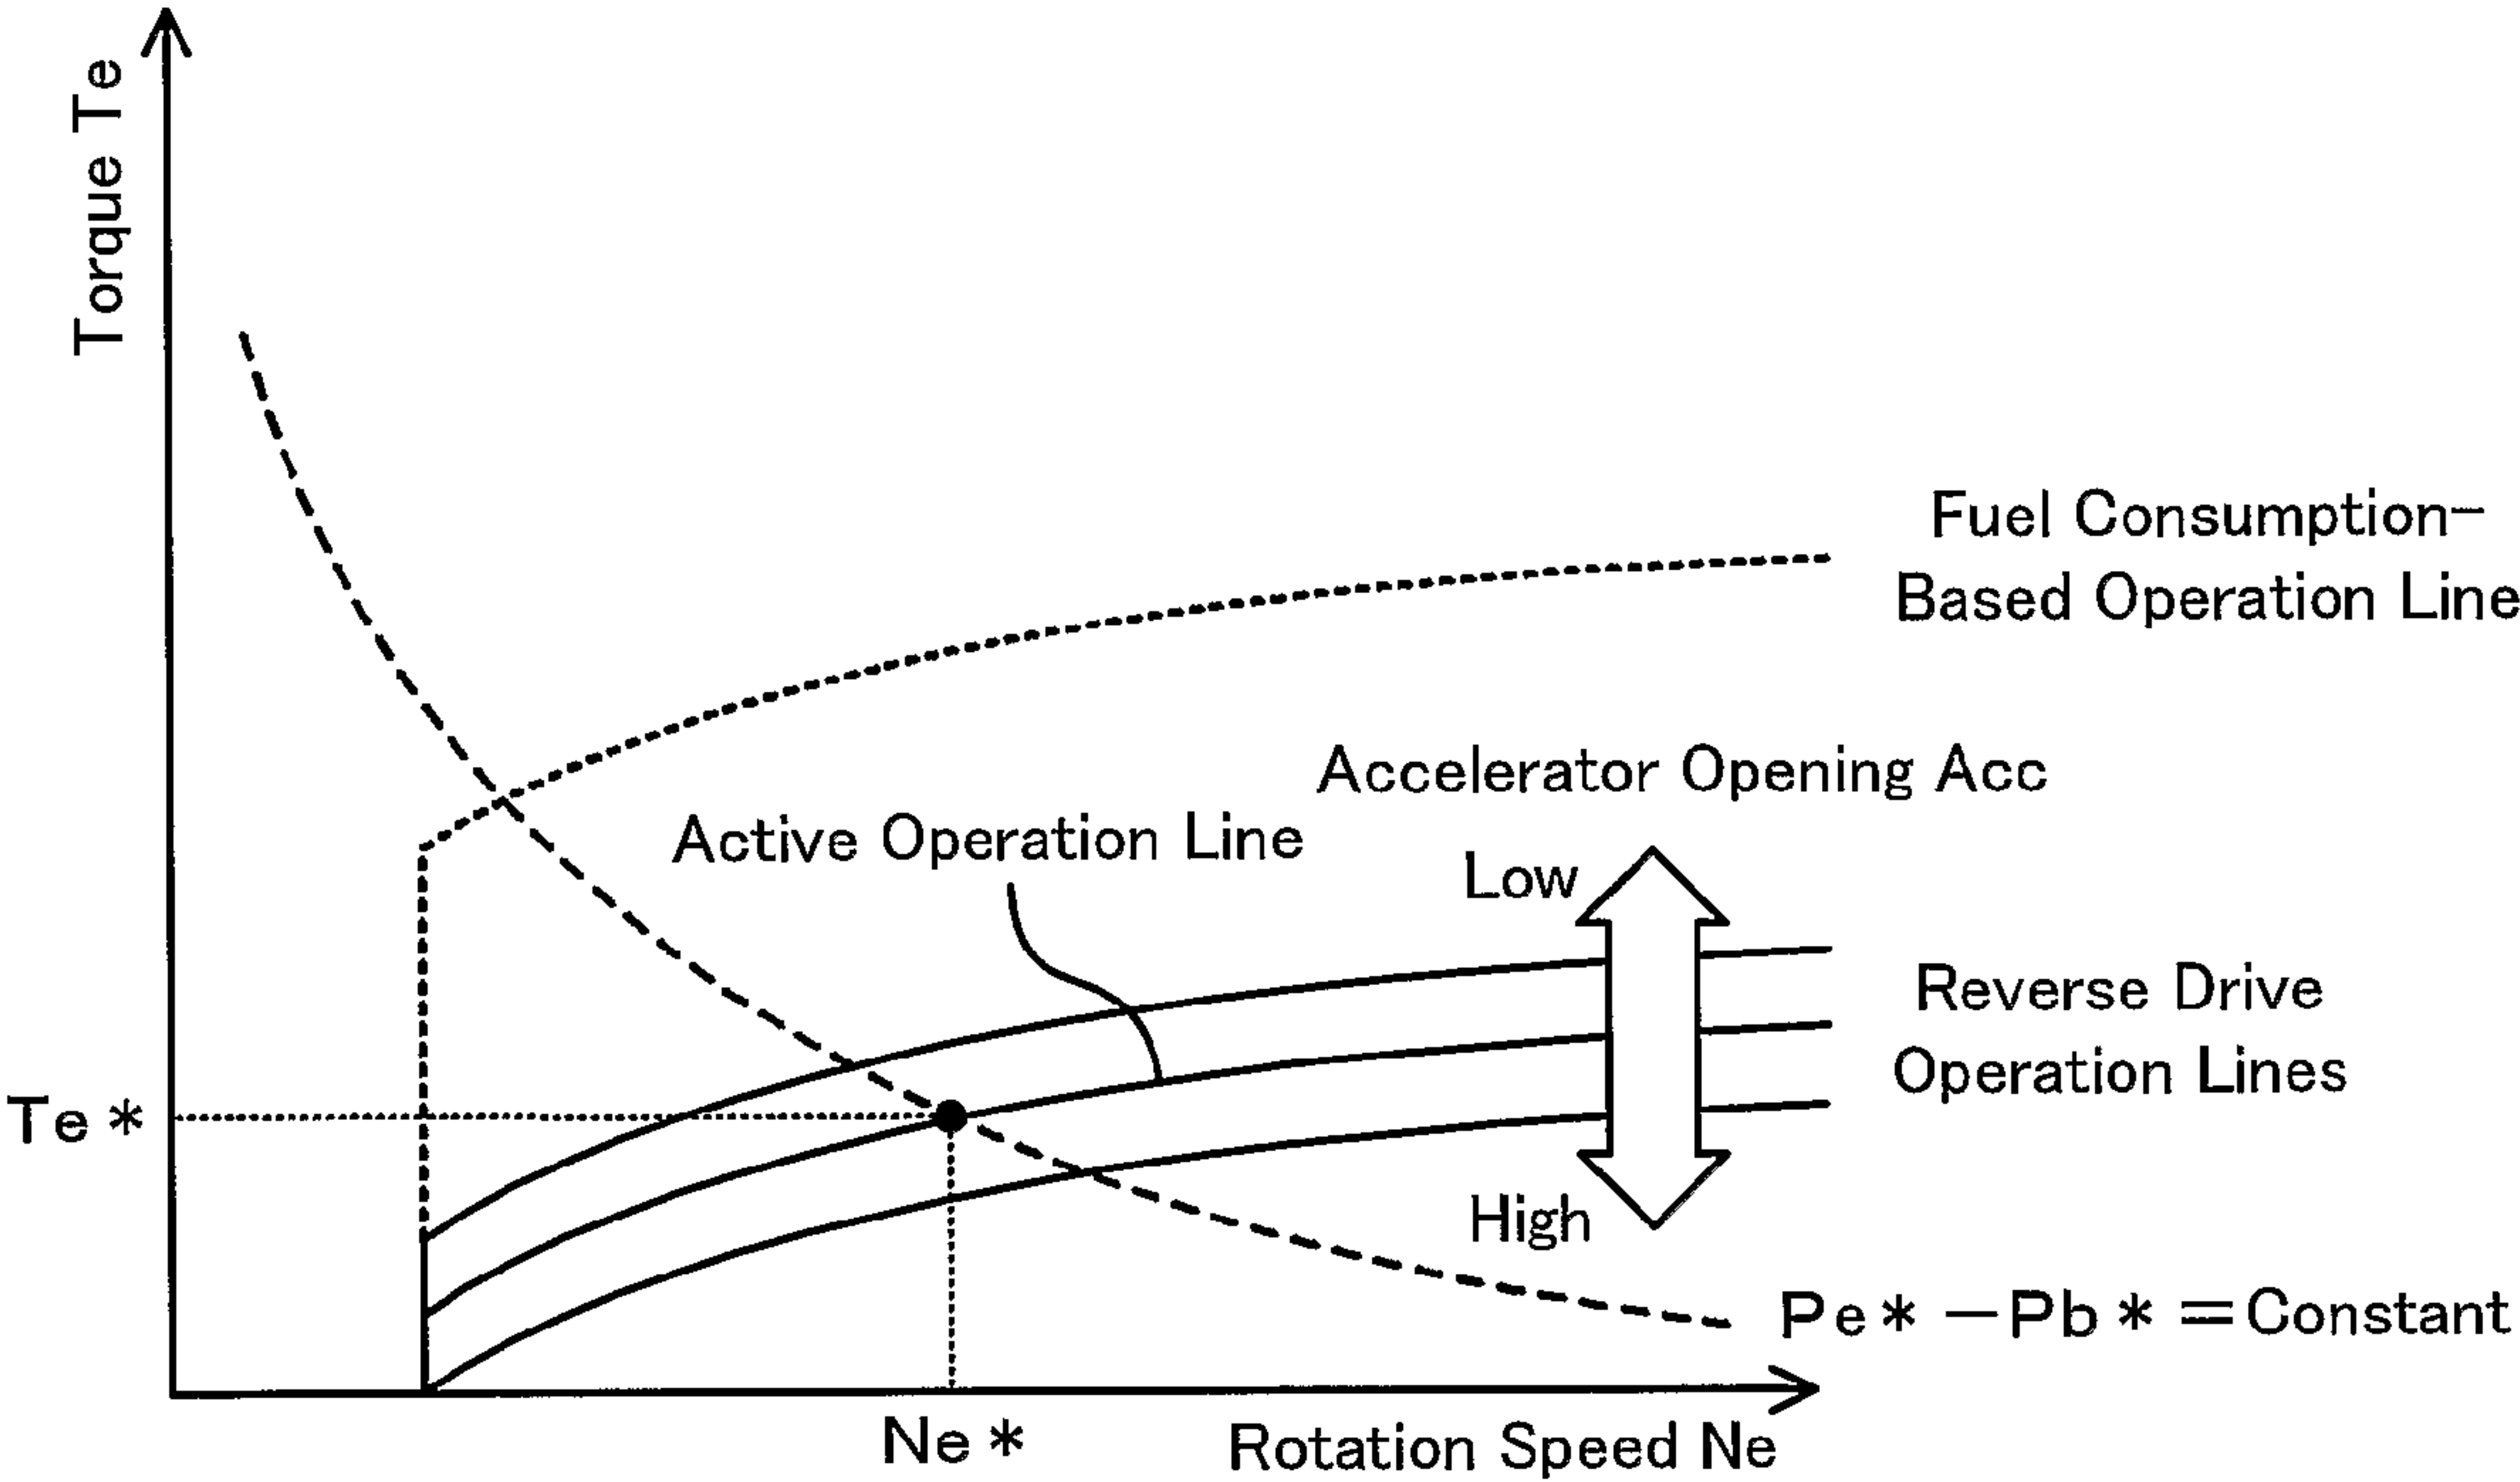 Torque Te
Fuel Consumption-
Based Operation Line
Accelerator Opening Acc
Active Operation Line
Low
Reverse Drive
Operation Lines
Te*
High
Pe*-Pb*=Constant
Ne*
Rotation Speed Ne